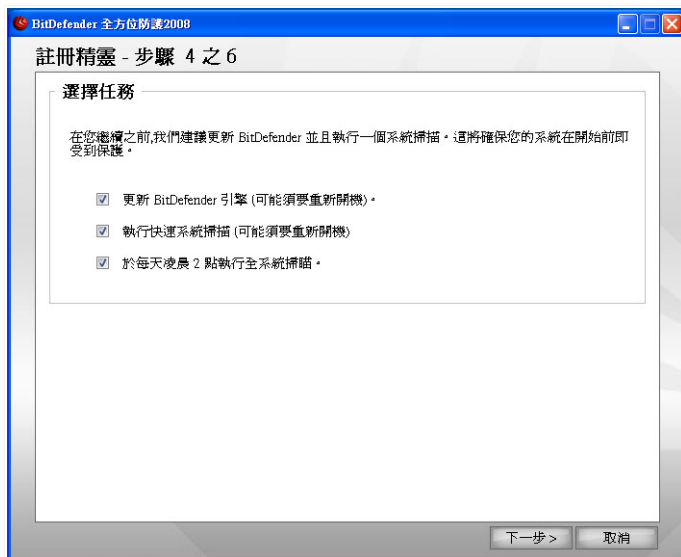 BitDefender 全方位防護2008
註冊精靈 - 步驟 4 之 6
選擇任務
在您繼續之前,我們建議更新 BitDefender 並且執行一個系統掃描。這將確保您的系統在開始前即
受到保護。
更新 BitDefender 引擎 (可能須要重新開機)。
執行快速系統掃描 (可能須要重新開機)
於每天凌晨 2 點執行全系統掃瞄。
下一步 >
取消